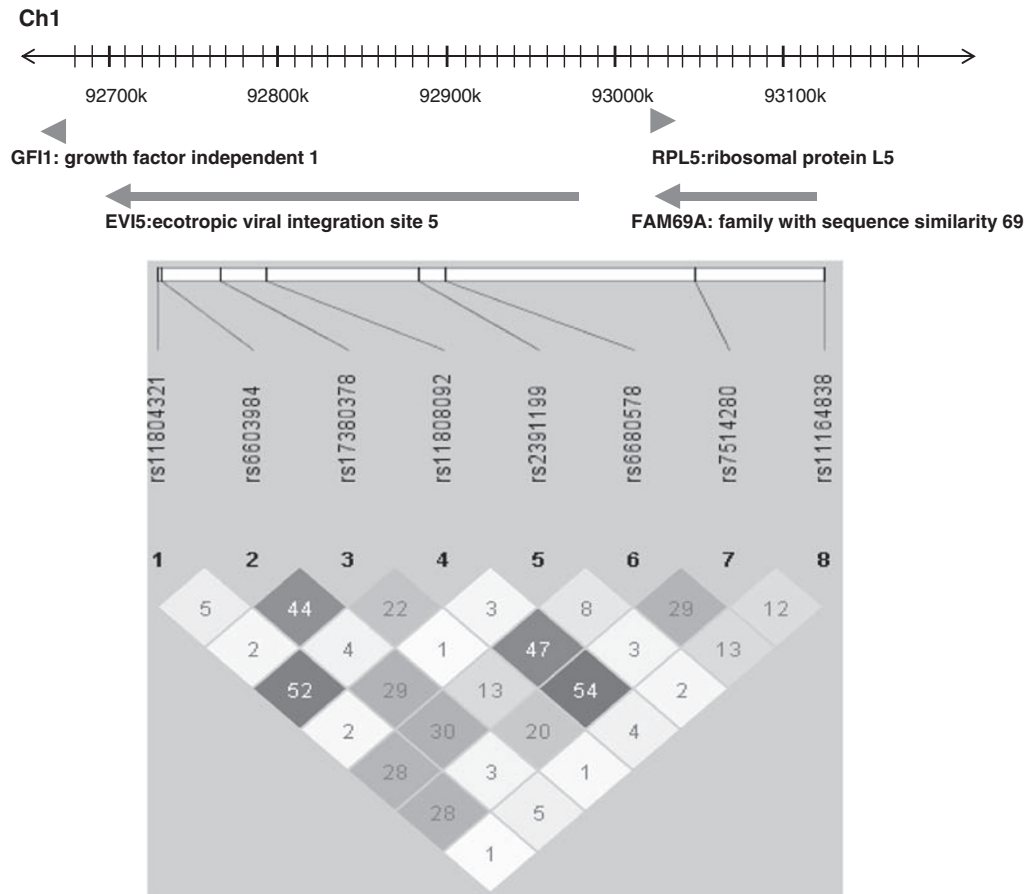 Ch1
92700k 92800k 92900k 93000k 93100k
GFI1: growth factor independent 1 RPL5:ribosomal protein L5
EVI5:ecotropic viral integration site 5 FAM69A: family with sequence similarity 69
rs11804321 rs6603984 rs17380378 rs11808092 rs2391199 rs6680578 rs7514280 rs11164838
1 2 3 4 5 6 7 8
5 44 22 3 8 29 12
2 4 1 47 3 13
52 29 13 54 2
2 30 20 4
28 3 1
28 5
1